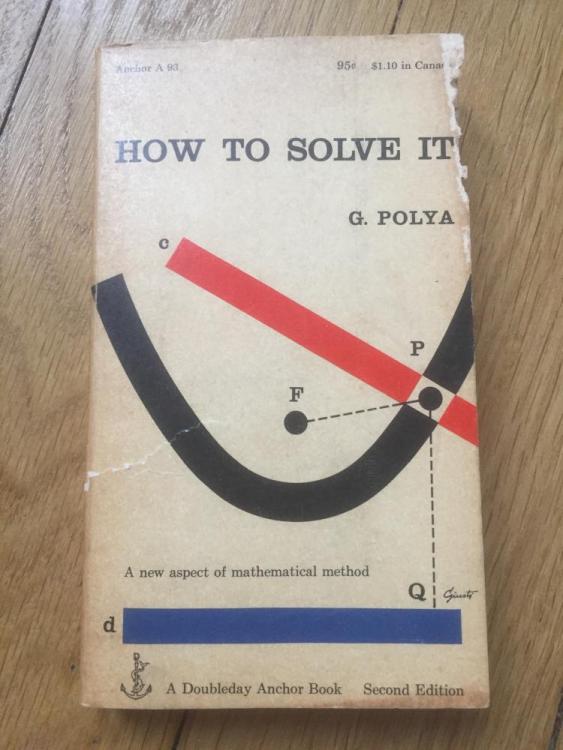 Anchor A 93 95¢ $1.10 in Canad
HOW TO SOLVE IT
G. POLYA
c
P
F
A new aspect of mathematical method
Q Giusti
d
A Doubleday Anchor Book Second Edition